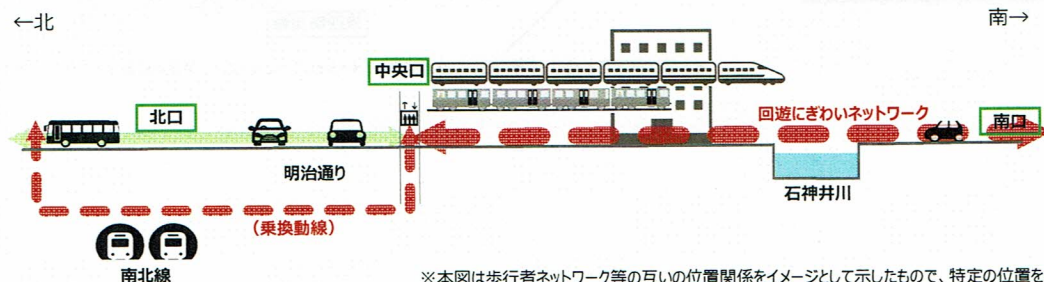 ←北
南→
中央口
北口
回遊にぎわいネットワーク
南口
明治通り
石神井川
(乗換動線)
南北線
※本図は歩行者ネットワーク等の互いの位置関係をイメージとして示したもので、特定の位置を